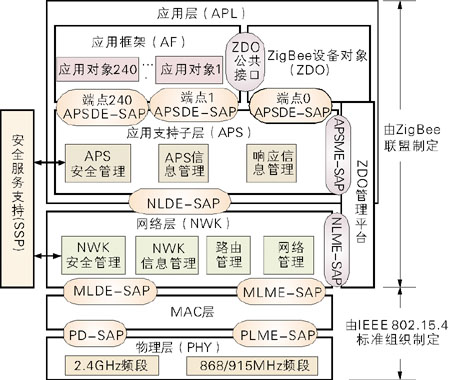 应用层(APL)
应用框架(AF)
应用对象240
…
应用对象1
ZDO
公共
接口
ZigBee设备对象
(ZDO)
端点240
APSDE-SAP
端点1
APSDE-SAP
端点0
APSDE-SAP
应用支持子层(APS)
APS
安全管理
APS信
息管理
响应信
息管理
APSME-SAP
ZDO管理平台
安全服务支持(SSP)
NLDE-SAP
网络层(NWK)
NWK
安全管理
NWK
信息管理
路由
管理
网络
管理
NLME-SAP
MLDE-SAP
MLME-SAP
MAC层
PD-SAP
PLME-SAP
物理层(PHY)
2.4GHz频段
868/915MHz频段
由ZigBee
联盟制定
由IEEE802.15.4
标准组织制定